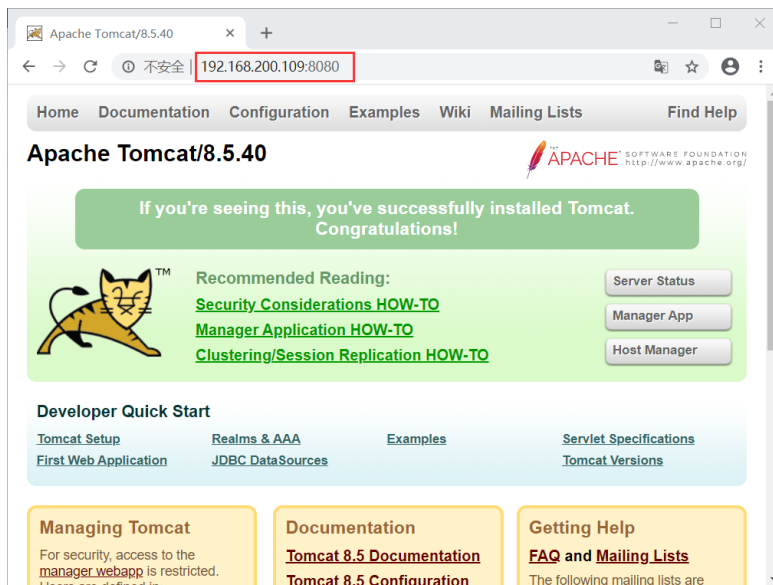 Apache Tomcat/8.5.40
不安全 | 192.168.200.109:8080
Home Documentation Configuration Examples Wiki Mailing Lists Find Help
Apache Tomcat/8.5.40
THE
APACHE SOFTWARE FOUNDATION
http://www.apache.org/
If you're seeing this, you've successfully installed Tomcat.
Congratulations!
TM
Recommended Reading:
Security Considerations HOW-TO
Manager Application HOW-TO
Clustering/Session Replication HOW-TO
Server Status
Manager App
Host Manager
Developer Quick Start
Tomcat Setup Realms & AAA Examples Servlet Specifications
First Web Application JDBC DataSources Tomcat Versions
Managing Tomcat
For security, access to the
manager webapp is restricted.
Users are defined in
Documentation
Tomcat 8.5 Documentation
Tomcat 8.5 Configuration
Getting Help
FAQ and Mailing Lists
The following mailing lists are